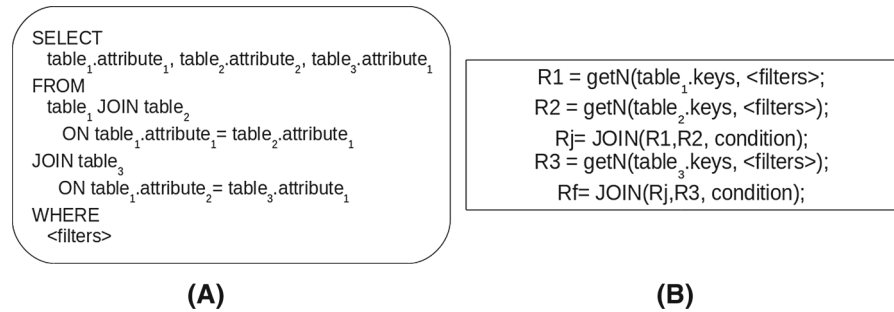 SELECT
table₁.attribute₁, table₂.attribute₂, table₃.attribute₁
FROM
table₁ JOIN table₂
ON table₁.attribute₁= table₂.attribute₁
JOIN table₃
ON table₁.attribute₂= table₃.attribute₁
WHERE
<filters>
(A)
R1 = getN(table₁.keys, <filters>;
R2 = getN(table₂.keys, <filters>);
Rj= JOIN(R1,R2, condition);
R3 = getN(table₃.keys, <filters>);
Rf= JOIN(Rj,R3, condition);
(B)